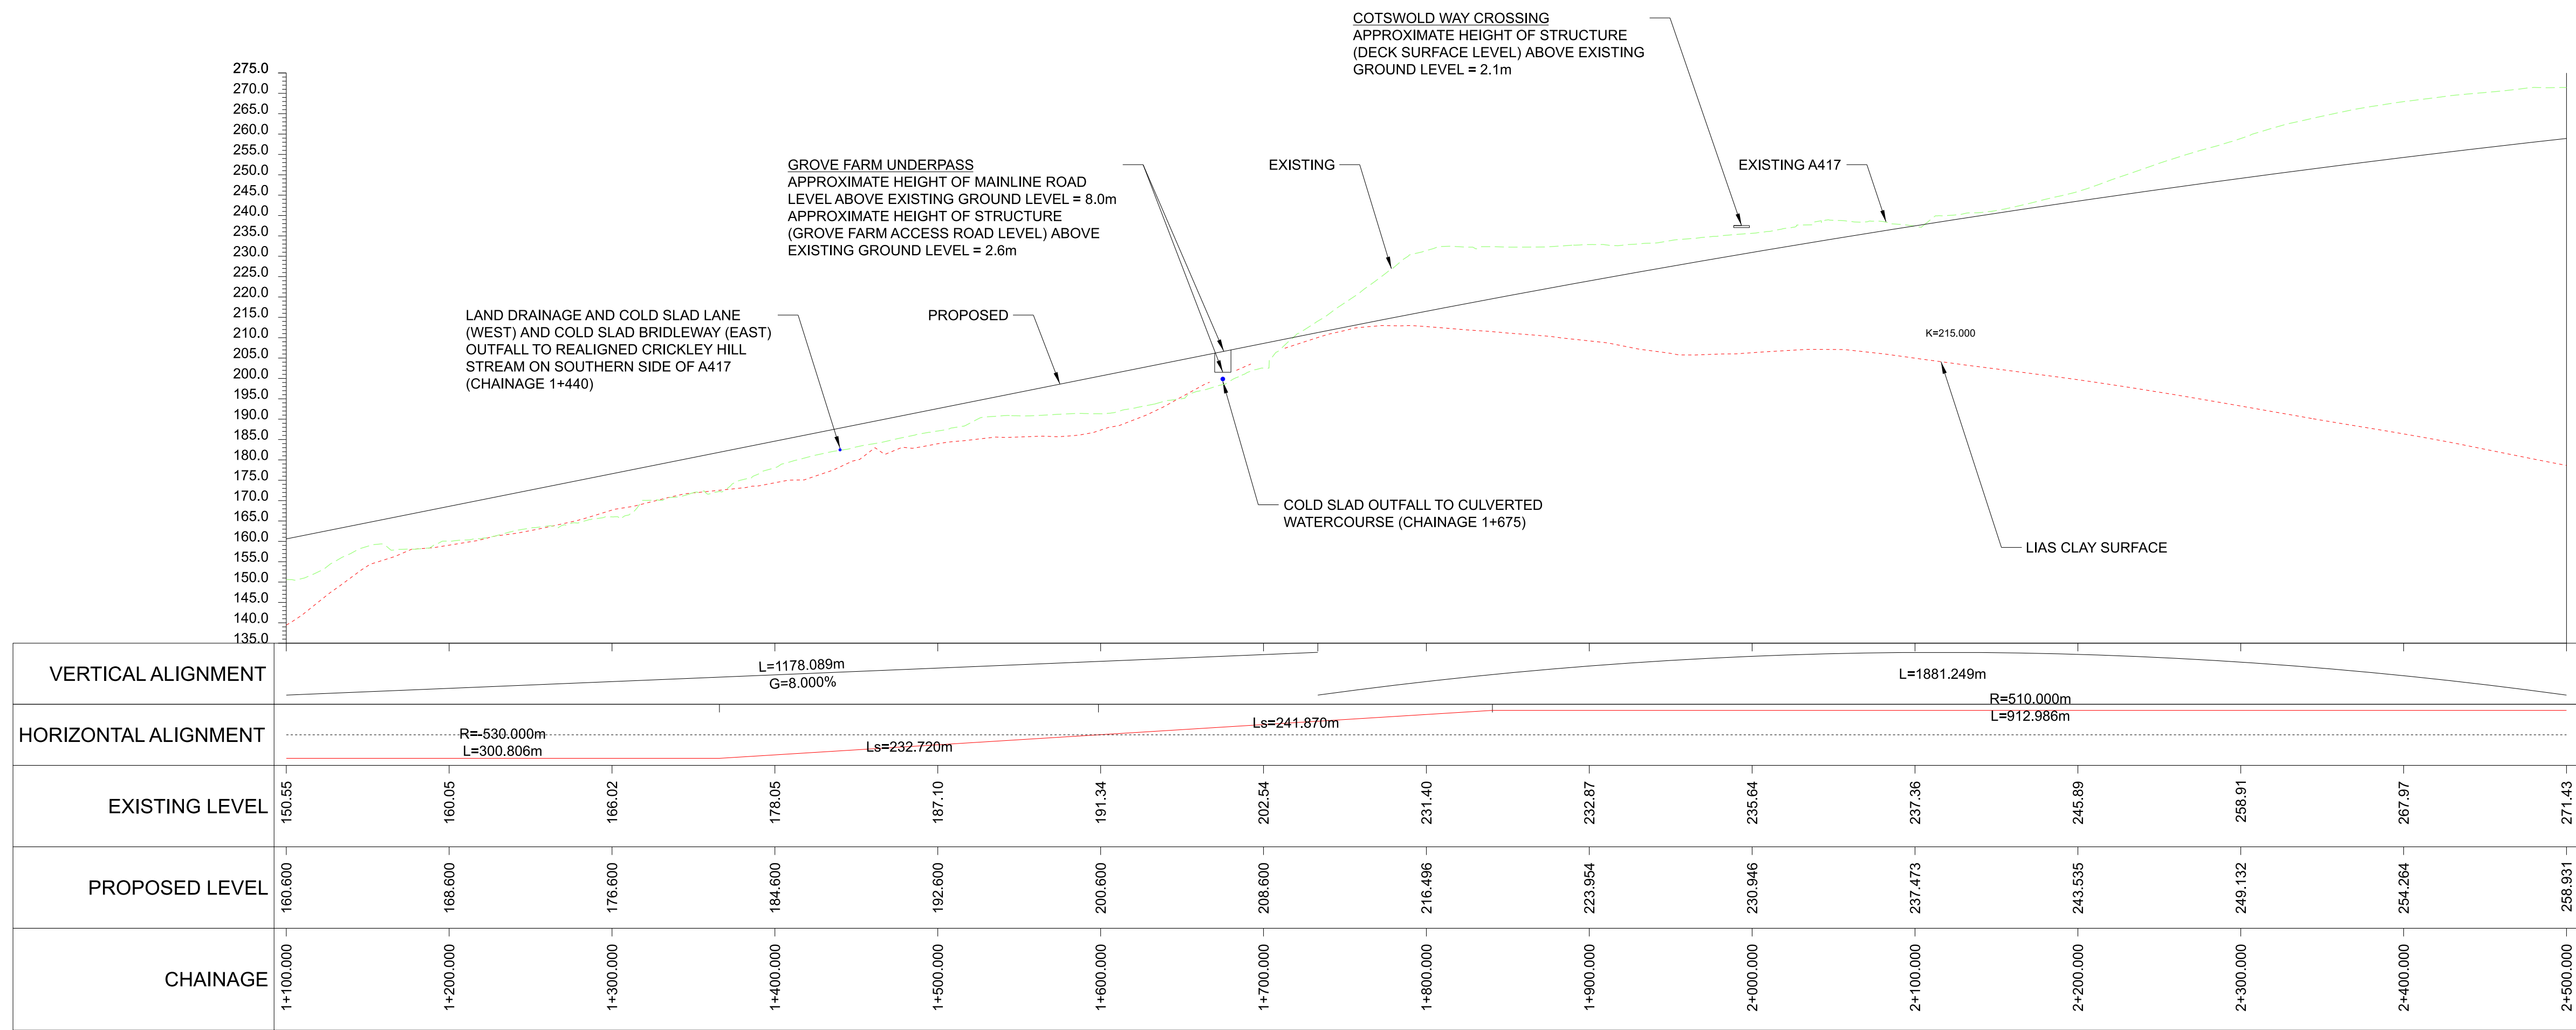 COTSWOLD WAY CROSSING
APPROXIMATE HEIGHT OF STRUCTURE
(DECK SURFACE LEVEL) ABOVE EXISTING
GROUND LEVEL = 2.1m
275.0
270.0
265.0
260.0
255.0
250.0
245.0
240.0
235.0
230.0
225.0
220.0
215.0
210.0
205.0
200.0
195.0
190.0
185.0
180.0
175.0
170.0
165.0
160.0
155.0
150.0
145.0
140.0
135.0
GROVE FARM UNDERPASS
APPROXIMATE HEIGHT OF MAINLINE ROAD
LEVEL ABOVE EXISTING GROUND LEVEL = 8.0m
APPROXIMATE HEIGHT OF STRUCTURE
(GROVE FARM ACCESS ROAD LEVEL) ABOVE
EXISTING GROUND LEVEL = 2.6m
EXISTING
EXISTING A417
LAND DRAINAGE AND COLD SLAD LANE
(WEST) AND COLD SLAD BRIDLEWAY (EAST)
OUTFALL TO REALIGNED CRICKLEY HILL
STREAM ON SOUTHERN SIDE OF A417
(CHAINAGE 1+440)
PROPOSED
K=215.000
COLD SLAD OUTFALL TO CULVERTED
WATERCOURSE (CHAINAGE 1+675)
LIAS CLAY SURFACE
VERTICAL ALIGNMENT
L=1178.089m
G=8.000%
L=1881.249m
HORIZONTAL ALIGNMENT
R=-530.000m
L=300.806m
Ls=232.720m
Ls=241.870m
R=510.000m
L=912.986m
EXISTING LEVEL
150.55
160.05
166.02
178.05
187.10
191.34
202.54
231.40
232.87
235.64
237.36
245.89
258.91
267.97
271.43
PROPOSED LEVEL
160.600
168.600
176.600
184.600
192.600
200.600
208.600
216.496
223.954
230.946
237.473
243.535
249.132
254.264
258.931
CHAINAGE
1+100.000
1+200.000
1+300.000
1+400.000
1+500.000
1+600.000
1+700.000
1+800.000
1+900.000
2+000.000
2+100.000
2+200.000
2+300.000
2+400.000
2+500.000